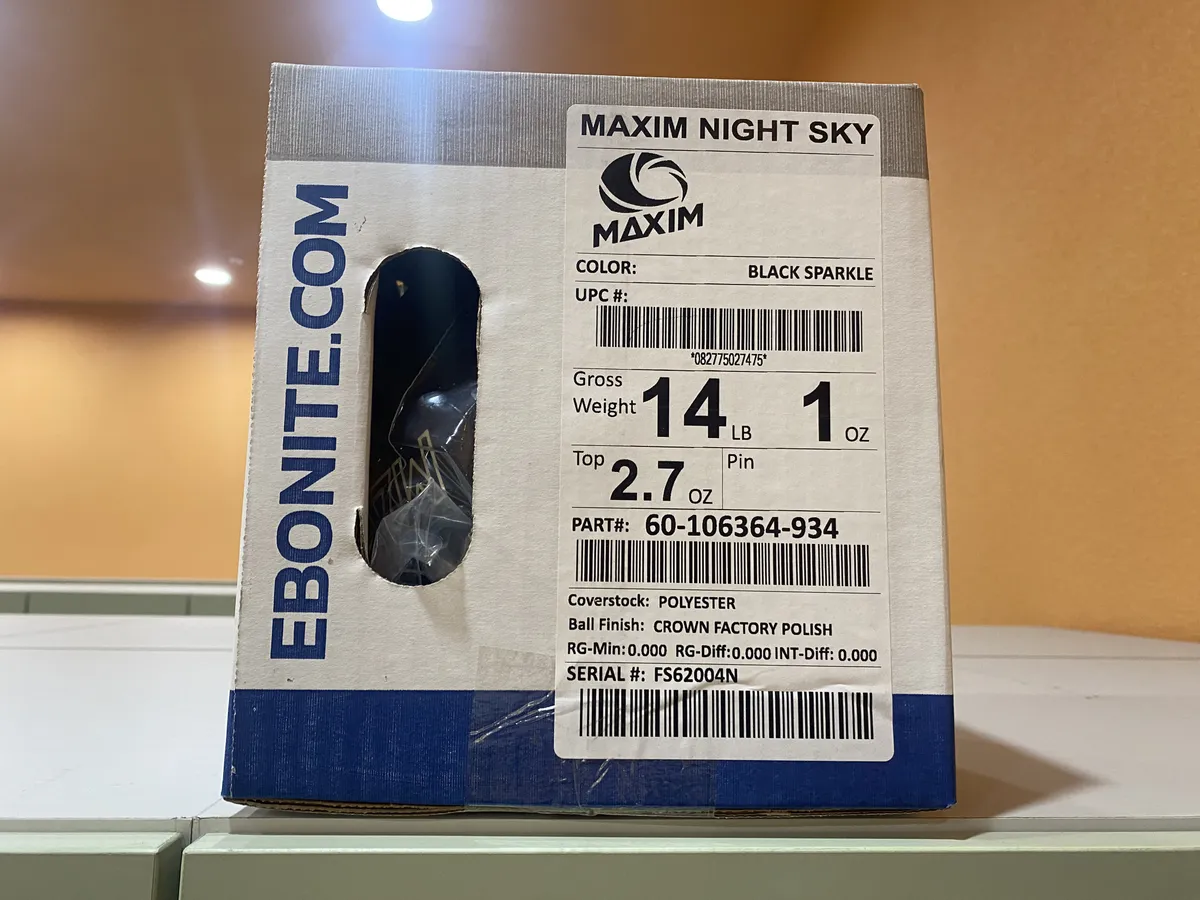 EBONITE.COM
MAXIM NIGHT SKY
MAXIM
COLOR: BLACK SPARKLE
UPC #:
*082775027475*
Gross Weight 14 LB 1 OZ
Top 2.7 OZ Pin
PART#: 60-106364-934
Coverstock: POLYESTER
Ball Finish: CROWN FACTORY POLISH
RG-Min: 0.000 RG-Diff: 0.000 INT-Diff: 0.000
SERIAL #: FS62004N